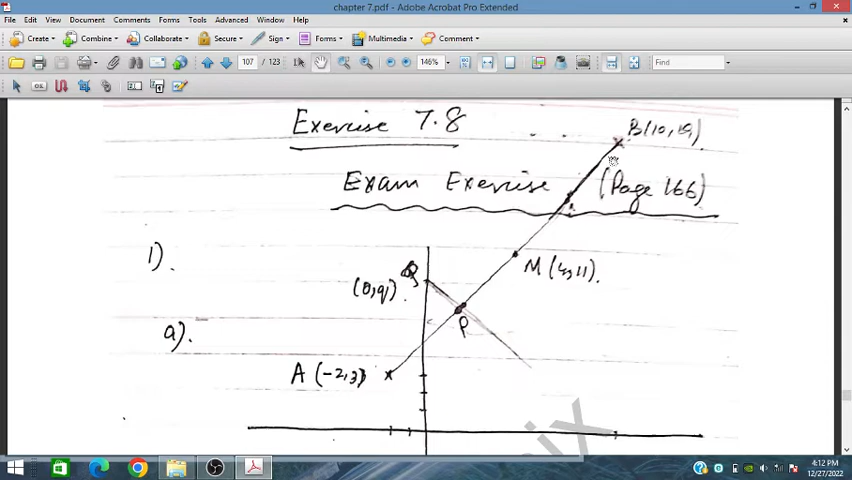 chapter 7.pdf - Adobe Acrobat Pro Extended
File Edit View Document Comments Forms Tools Advanced Window Help
Create Combine Collaborate Secure Sign Forms Multimedia Comment
107 / 123 146% Find
Exercise 7.8
B(10,19)
Exam Exercise (Page 166)
1).
M(4,11).
(0,q).
P
a).
A (-2,3)
nix
4:12 PM
12/27/2022